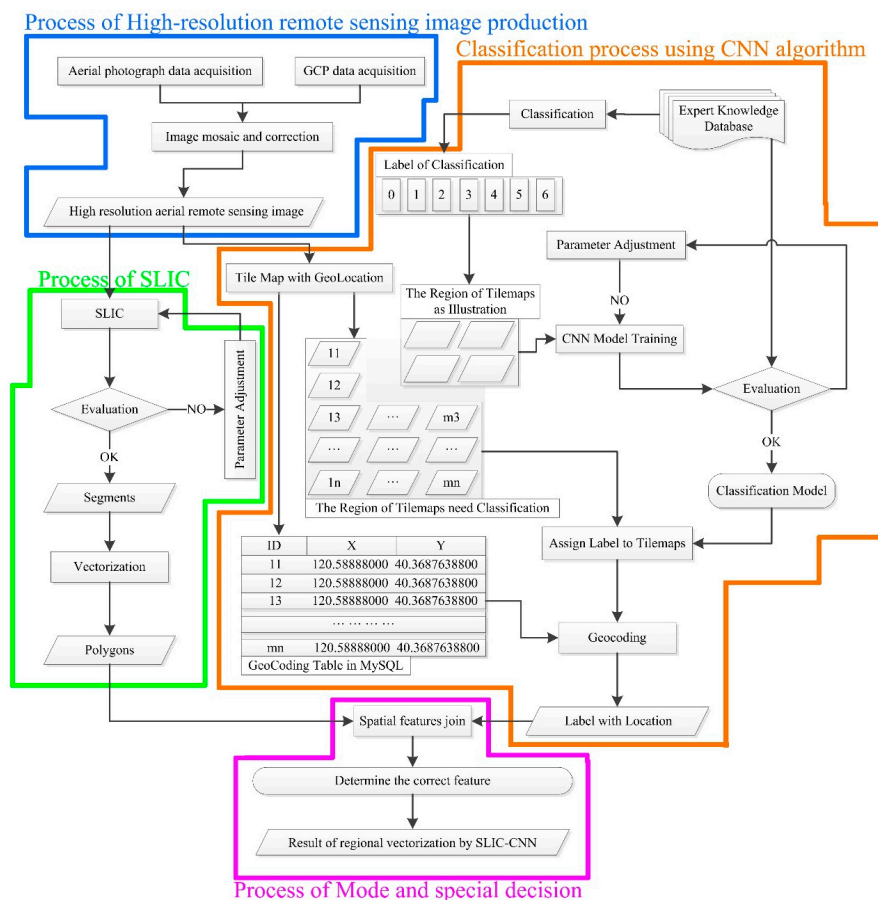 Process of High-resolution remote sensing image production
Aerial photograph data acquisition
GCP data acquisition
Image mosaic and correction
High resolution aerial remote sensing image
Classification process using CNN algorithm
Classification
Expert Knowledge
Database
Label of Classification
0 1 2 3 4 5 6
Tile Map with GeoLocation
The Region of Tilemaps
as Illustration
Parameter Adjustment
NO
CNN Model Training
Evaluation
OK
Classification Model
11
12
13 ... m3
... ... ...
1n ... mn
The Region of Tilemaps need Classification
Assign Label to Tilemaps
ID X Y
11 120.58888000 40.3687638800
12 120.58888000 40.3687638800
13 120.58888000 40.3687638800
... ... ... ...
mn 120.58888000 40.3687638800
GeoCoding Table in MySQL
Geocoding
Label with Location
Process of SLIC
SLIC
Evaluation
NO
Parameter Adjustment
OK
Segments
Vectorization
Polygons
Spatial features join
Determine the correct feature
Result of regional vectorization by SLIC-CNN
Process of Mode and special decision